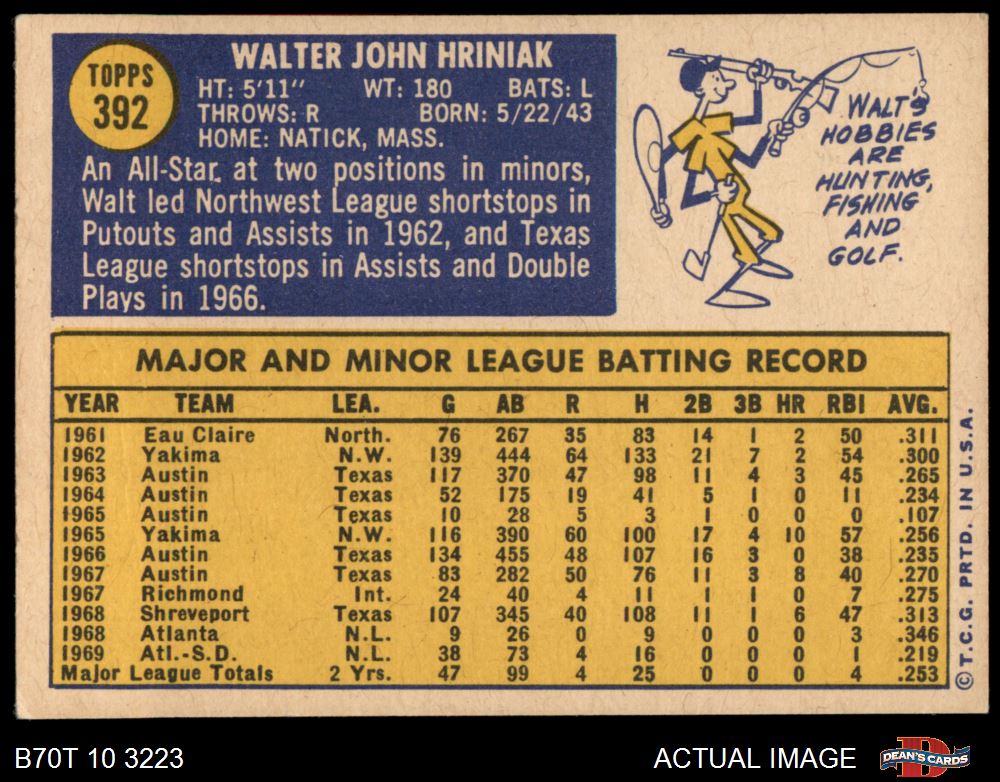 TOPPS
392
WALTER JOHN HRINIAK
HT: 5'11" WT: 180 BATS: L
THROWS: R BORN: 5/22/43
HOME: NATICK, MASS.
An All-Star. at two positions in minors,
Walt led Northwest League shortstops in
Putouts and Assists in 1962, and Texas
League shortstops in Assists and Double
Plays in 1966.
WALT'S
HOBBIES
ARE
HUNTING,
FISHING
AND
GOLF.
MAJOR AND MINOR LEAGUE BATTING RECORD
YEAR TEAM LEA. G AB R H 2B 3B HR RBI AVG.
1961 Eau Claire North. 76 267 35 83 14 1 2 50 .311
1962 Yakima N.W. 139 444 64 133 21 7 2 54 .300
1963 Austin Texas 117 370 47 98 11 4 3 45 .265
1964 Austin Texas 52 175 19 41 5 1 0 11 .234
1965 Austin Texas 10 28 5 3 1 0 0 0 .107
1965 Yakima N.W. 116 390 60 100 17 4 10 57 .256
1966 Austin Texas 134 455 48 107 16 3 0 38 .235
1967 Austin Texas 83 282 50 76 11 3 8 40 .270
1967 Richmond Int. 24 40 4 11 1 1 0 7 .275
1968 Shreveport Texas 107 345 40 108 11 1 6 47 .313
1968 Atlanta N.L. 9 26 0 9 0 0 0 3 .346
1969 Atl.-S.D. N.L. 38 73 4 16 0 0 0 1 .219
Major League Totals 2 Yrs. 47 99 4 25 0 0 0 4 .253
© T.C.G. PRTD. IN U.S.A.
B70T 10 3223 ACTUAL IMAGE DEAN'S CARDS